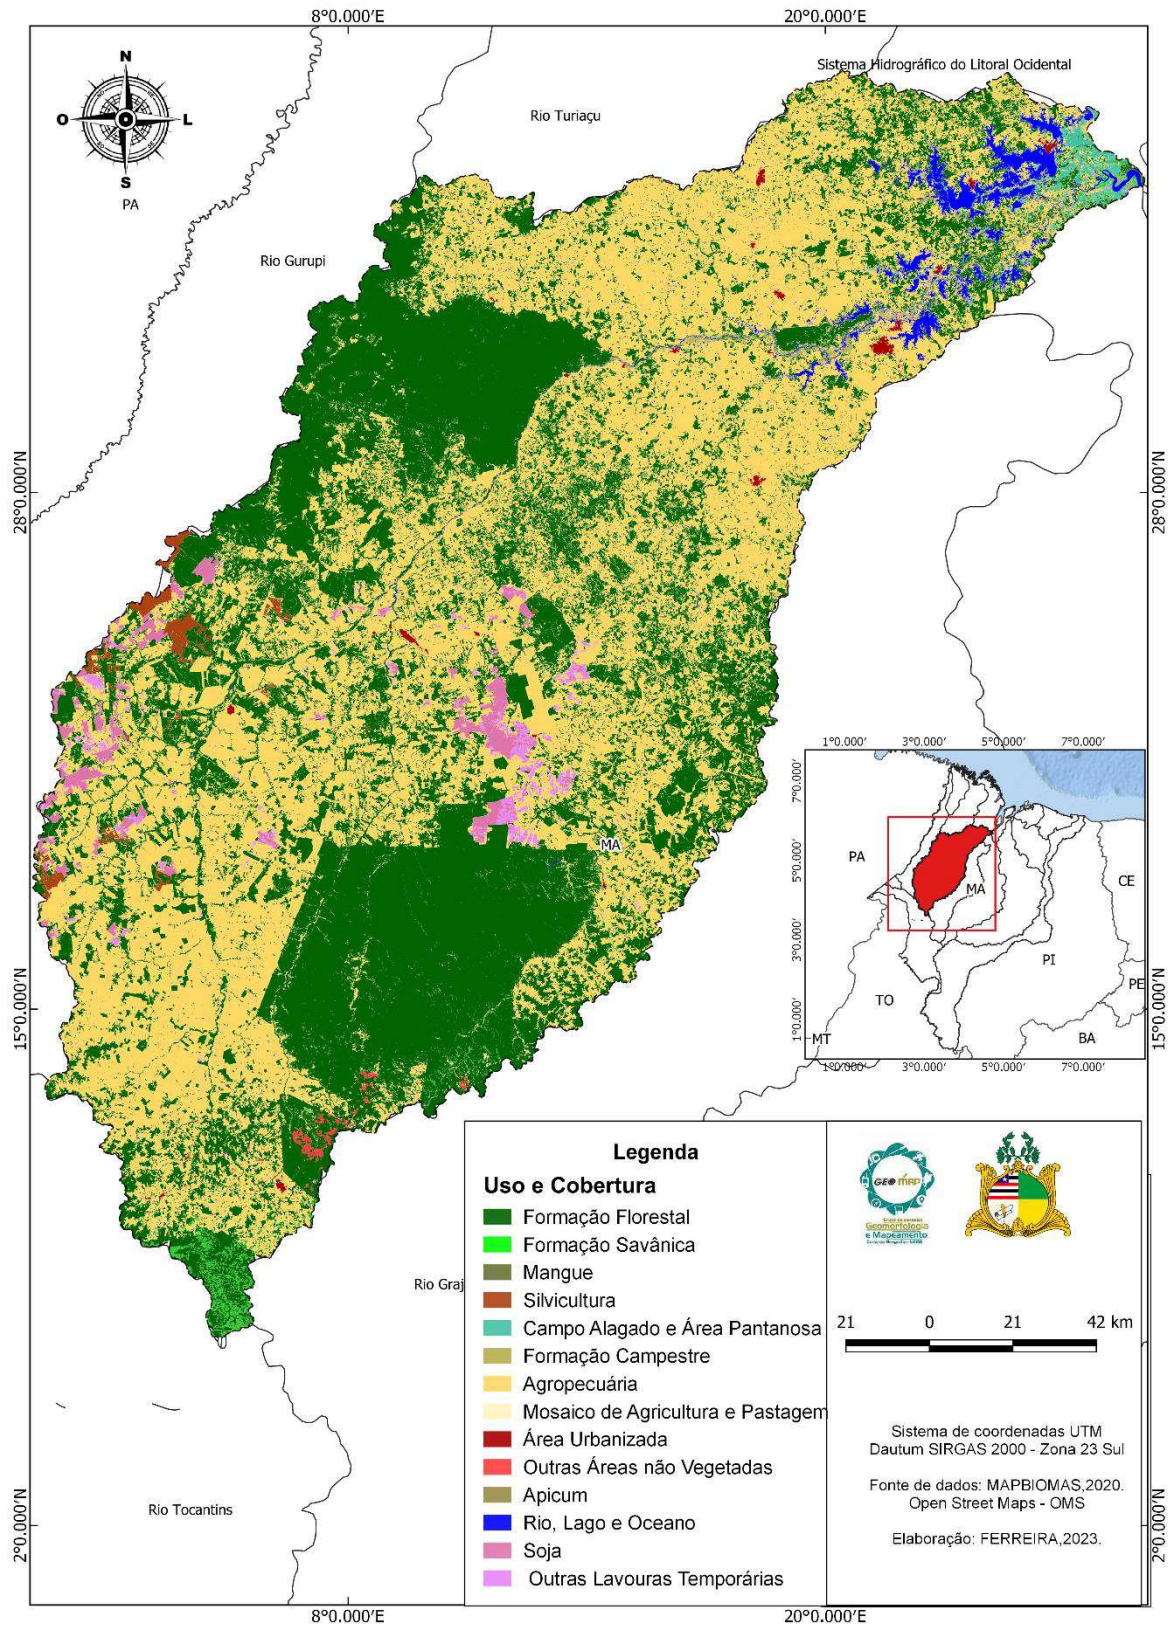 8°0.000′E
20°0.000′E
Sistema Hidrográfico do Litoral Ocidental
N
O
L
S
PA
Rio Turiaçu
Rio Gurupi
28°0.000′N
28°0.000′N
MA
1°0.000′
3°0.000′
5°0.000′
7°0.000′
7°0.000′
5°0.000′
3°0.000′
1°0.000′
PA
MA
CE
PI
PE
TO
BA
MT
1°0.000′
3°0.000′
5°0.000′
7°0.000′
15°0.000′N
15°0.000′N
Rio Graj
Rio Tocantins
Legenda
Uso e Cobertura
Formação Florestal
Formação Savânica
Mangue
Silvicultura
Campo Alagado e Área Pantanosa
Formação Campestre
Agropecuária
Mosaico de Agricultura e Pastagem
Área Urbanizada
Outras Áreas não Vegetadas
Apicum
Rio, Lago e Oceano
Soja
Outras Lavouras Temporárias
GEO MAP
Geomorfologia
e Mapeamento
21
0
21
42 km
Sistema de coordenadas UTM
Dautum SIRGAS 2000 - Zona 23 Sul
Fonte de dados: MAPBIOMAS,2020.
Open Street Maps - OMS
Elaboração: FERREIRA,2023.
2°0.000′N
2°0.000′N
8°0.000′E
20°0.000′E